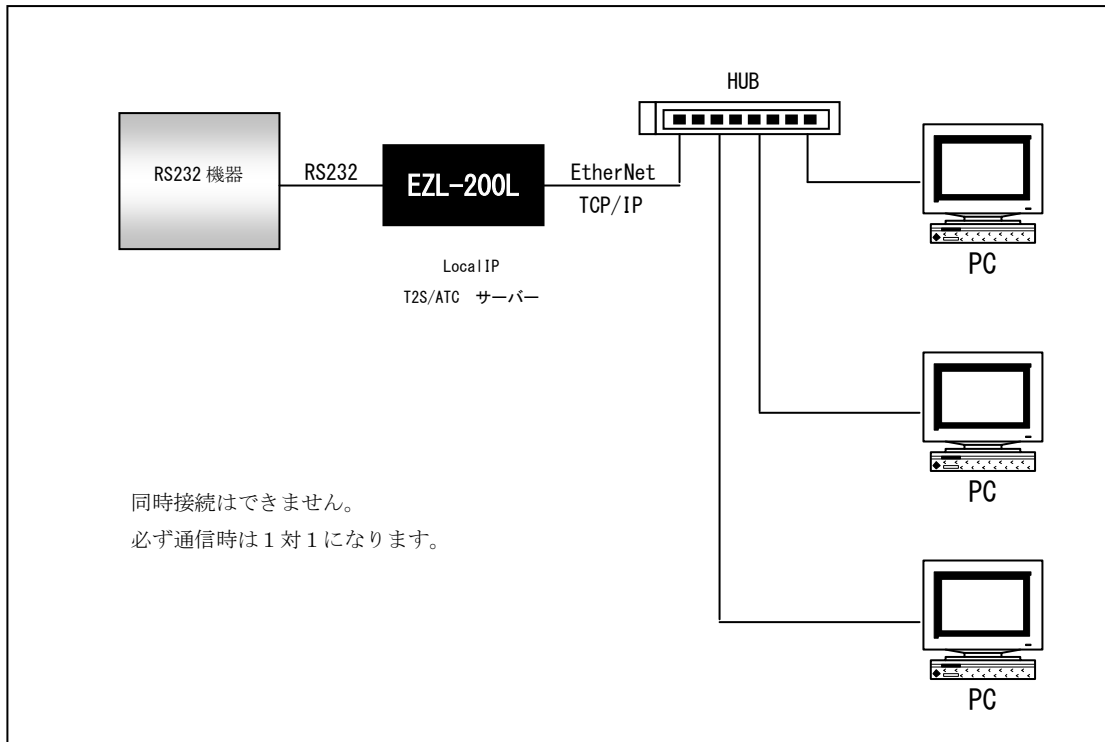 HUB
RS232 機器
RS232
EZL-200L
EtherNet
TCP/IP
PC
LocalIP
T2S/ATC　サーバー
PC
同時接続はできません。
必ず通信時は１対１になります。
PC